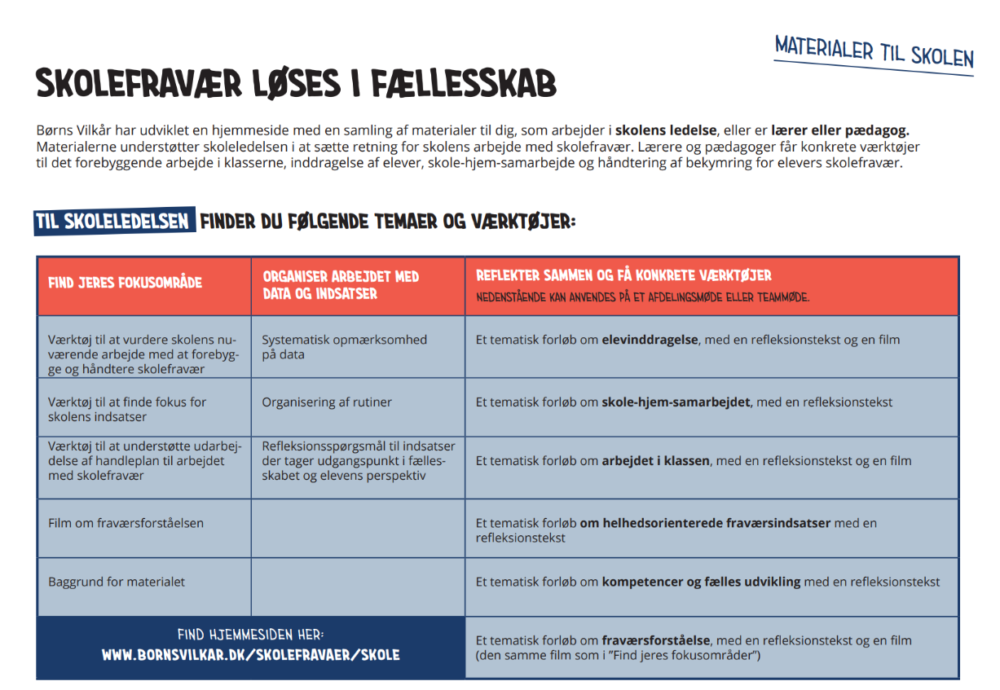 MATERIALER TIL SKOLEN
SKOLEFRAVÆR LØSES I FÆLLESSKAB
Børns Vilkår har udviklet en hjemmeside med en samling af materialer til dig, som arbejder i skolens ledelse, eller er lærer eller pædagog.
Materialerne understøtter skoleledelsen i at sætte retning for skolens arbejde med skolefravær. Lærere og pædagoger får konkrete værktøjer
til det forebyggende arbejde i klasserne, inddragelse af elever, skole-hjem-samarbejde og håndtering af bekymring for elevers skolefravær.
TIL SKOLELEDELSEN FINDER DU FØLGENDE TEMAER OG VÆRKTØJER:
FIND JERES FOKUSOMRÅDE
ORGANISER ARBEJDET MED
DATA OG INDSATSER
REFLEKTER SAMMEN OG FÅ KONKRETE VÆRKTØJER
NEDENSTÅENDE KAN ANVENDES PÅ ET AFDELINGSMØDE ELLER TEAMMØDE.
Værktøj til at vurdere skolens nu-
værende arbejde med at forebyg-
ge og håndtere skolefravær
Systematisk opmærksomhed
på data
Et tematisk forløb om elevinddragelse, med en refleksionstekst og en film
Værktøj til at finde fokus for
skolens indsatser
Organisering af rutiner
Et tematisk forløb om skole-hjem-samarbejdet, med en refleksionstekst
Værktøj til at understøtte udarbej-
delse af handleplan til arbejdet
med skolefravær
Refleksionsspørgsmål til indsatser
der tager udgangspunkt i fælles-
skabet og elevens perspektiv
Et tematisk forløb om arbejdet i klassen, med en refleksionstekst og en film
Film om fraværsforståelsen
Et tematisk forløb om helhedsorienterede fraværsindsatser med en
refleksionstekst
Baggrund for materialet
Et tematisk forløb om kompetencer og fælles udvikling med en refleksionstekst
FIND HJEMMESIDEN HER:
WWW.BORNSVILKAR.DK/SKOLEFRAVAER/SKOLE
Et tematisk forløb om fraværsforståelse, med en refleksionstekst og en film
(den samme film som i ”Find jeres fokusområder”)